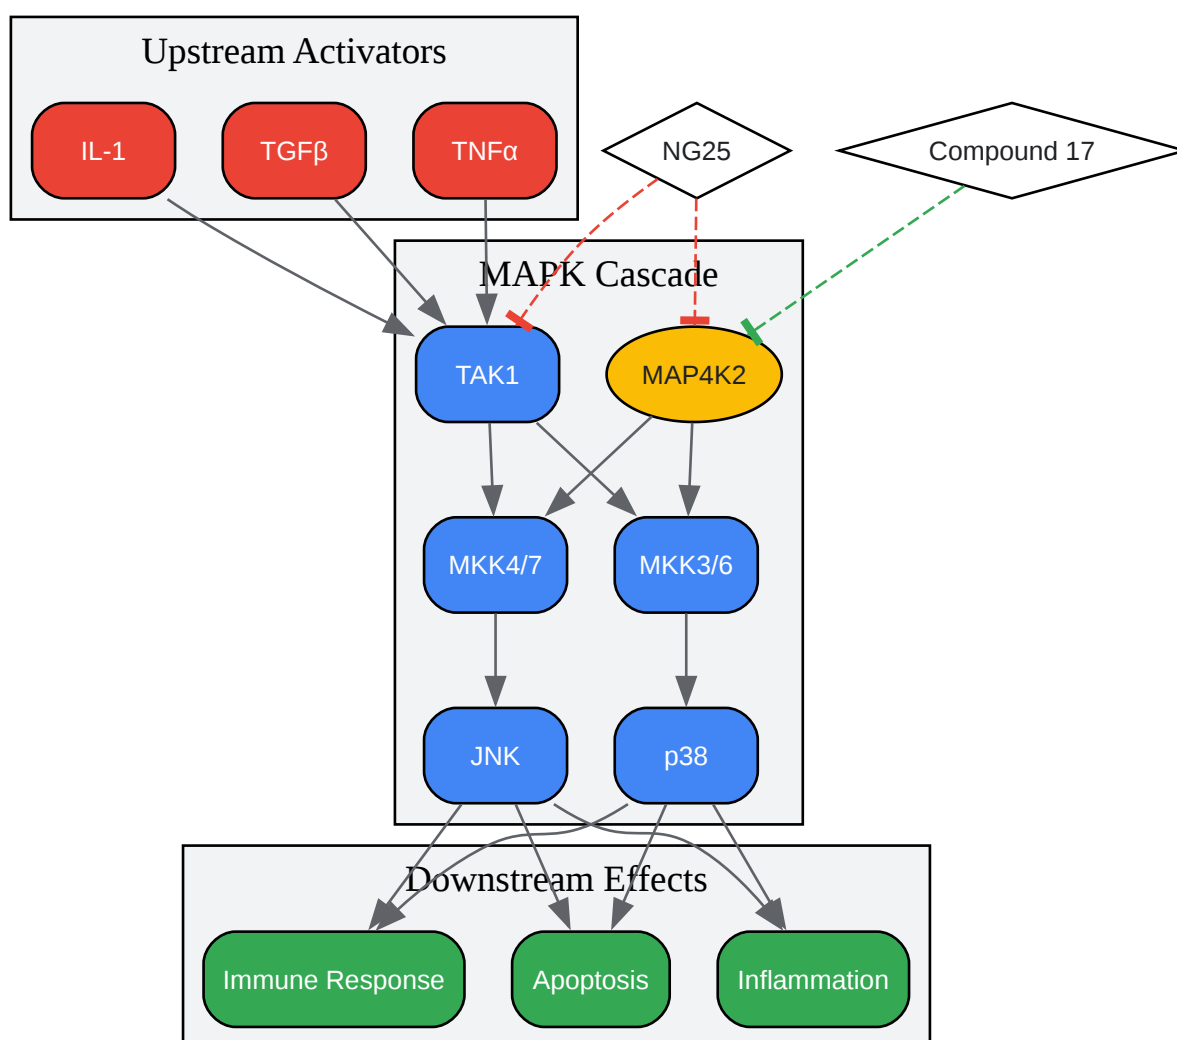 Upstream Activators
IL-1
TGFβ
TNFα
NG25
Compound 17
MAPK Cascade
TAK1
MAP4K2
MKK4/7
MKK3/6
JNK
p38
Downstream Effects
Immune Response
Apoptosis
Inflammation